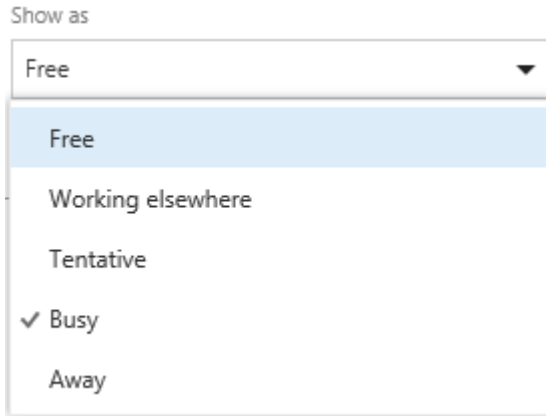 Show as
Free
Free
Working elsewhere
Tentative
Busy
Away